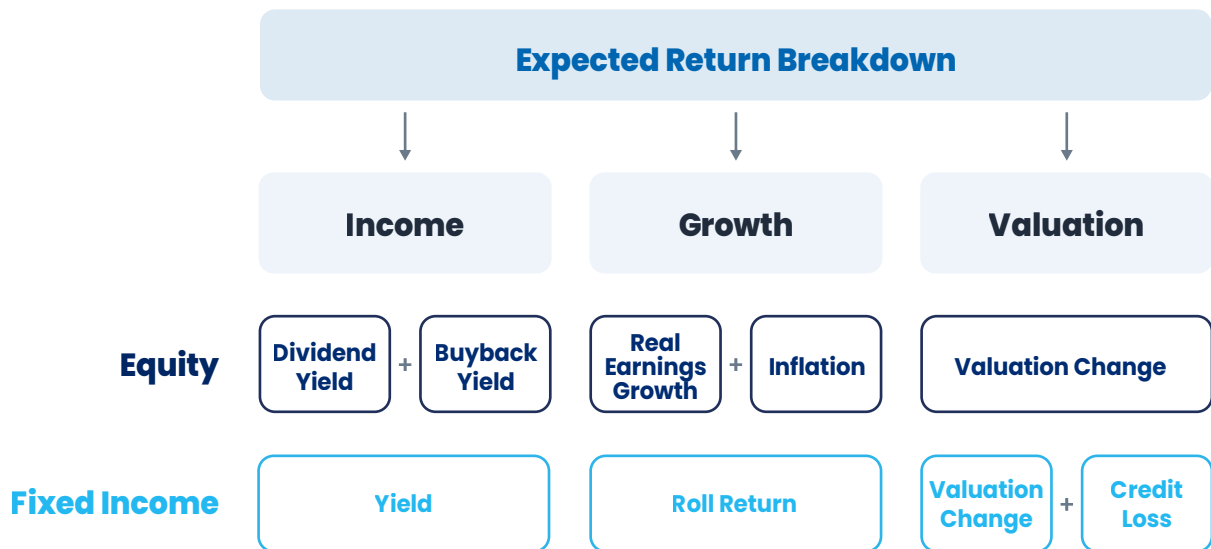 Expected Return Breakdown
Income
Growth
Valuation
Equity
Dividend
Yield
+
Buyback
Yield
Real
Earnings
Growth
+
Inflation
Valuation Change
Fixed Income
Yield
Roll Return
Valuation
Change
+
Credit
Loss